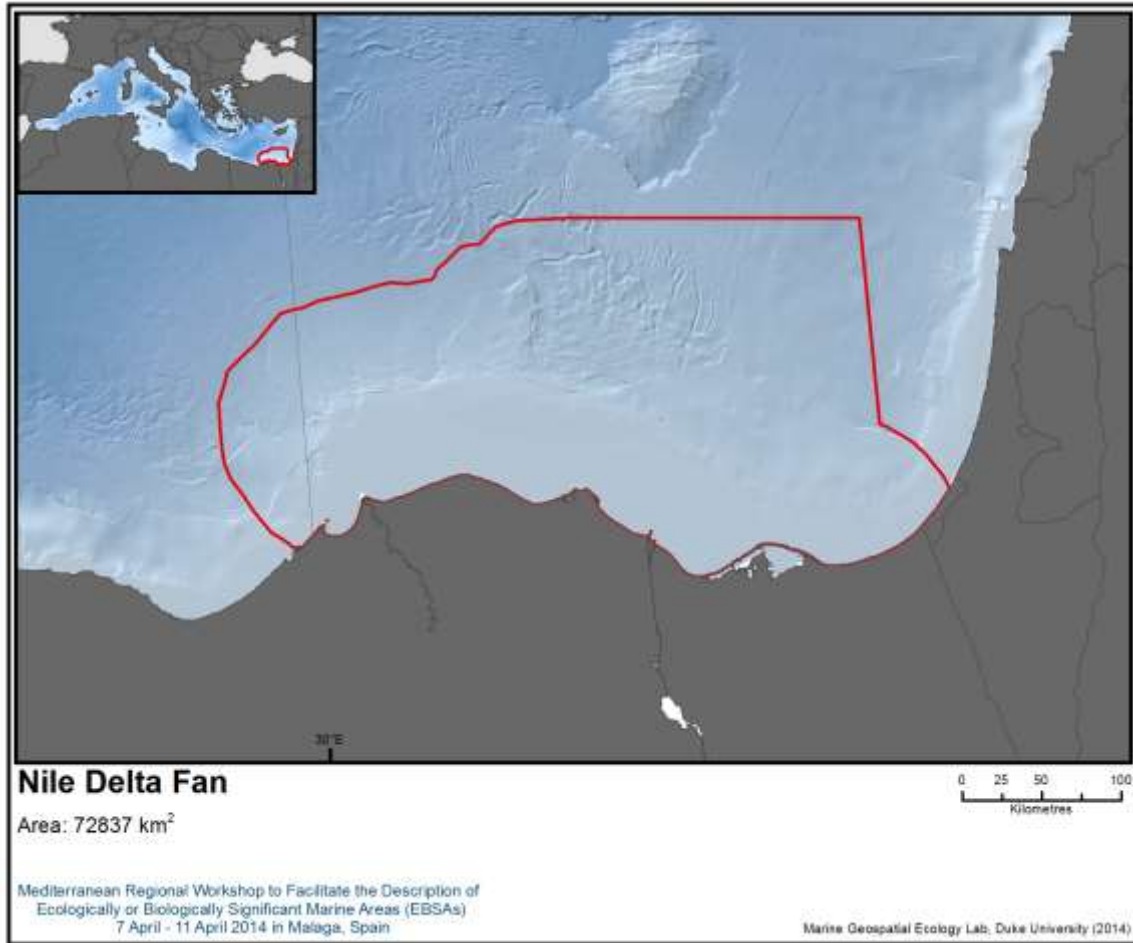 30°E
Nile Delta Fan
0 25 50 100
Kilometres
Area: 72837 km²
Mediterranean Regional Workshop to Facilitate the Description of
Ecologically or Biologically Significant Marine Areas (EBSAs)
7 April - 11 April 2014 in Malaga, Spain
Marine Geospatial Ecology Lab, Duke University (2014)